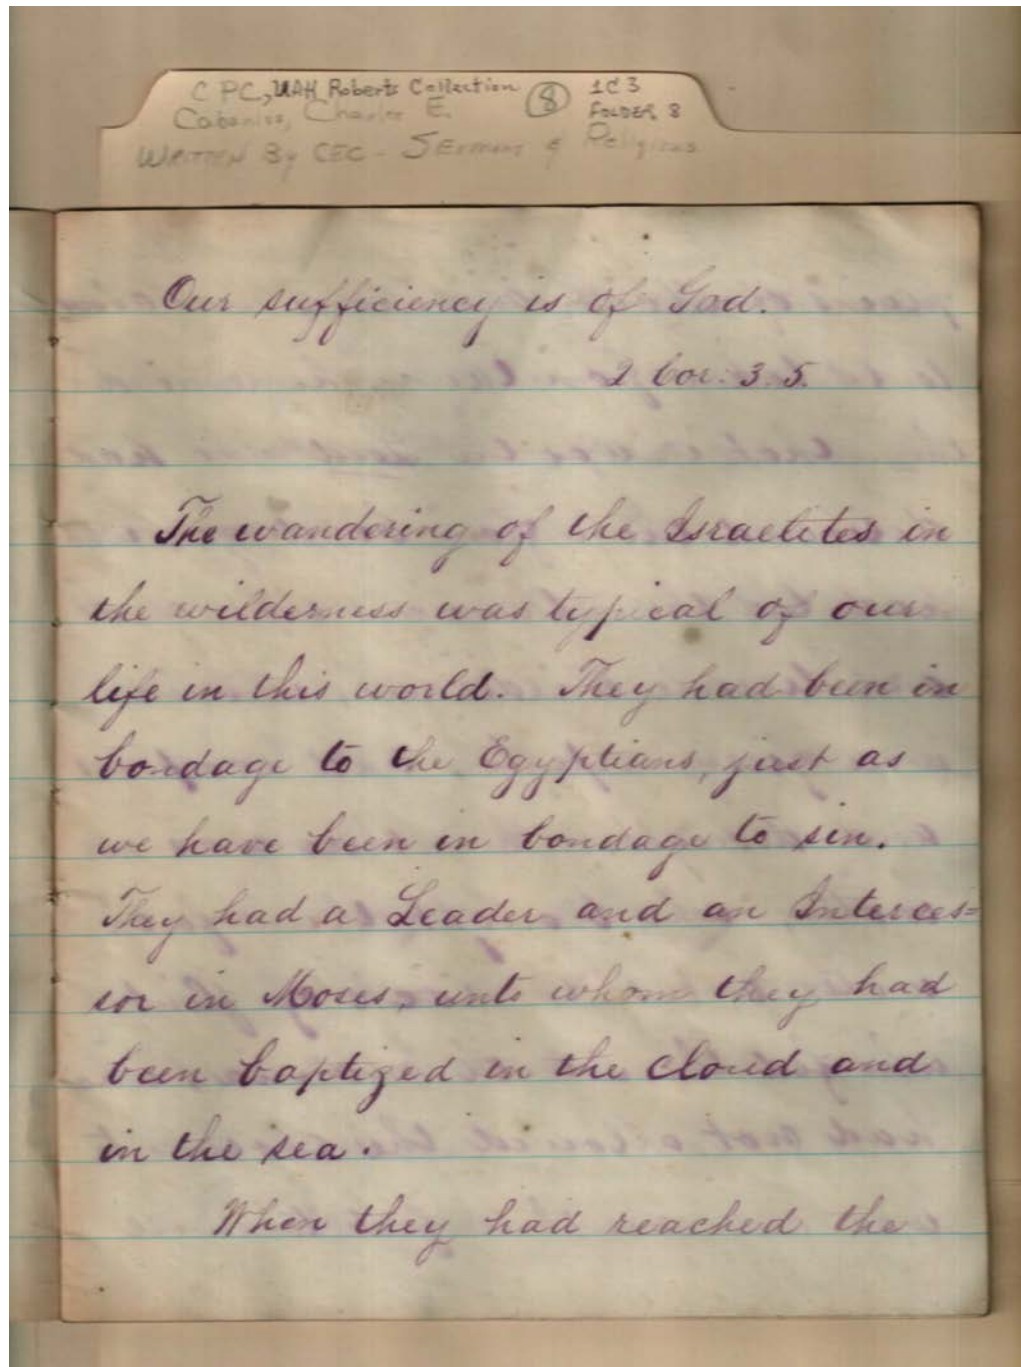 C PC, UAH Roberts Collection 8 1C3
Cabaniss, Charles E. FOLDER 8
WRITTEN By CEC - SERMONS & Religious
Our sufficiency is of God.
2 Cor. 3. 5.
The wandering of the Israelites in
the wilderness was typical of our
life in this world. They had been in
bondage to the Egyptians, just as
we have been in bondage to sin.
They had a Leader and an Interces=
sor in Moses, unto whom they had
been baptized in the cloud and
in the sea.
When they had reached the